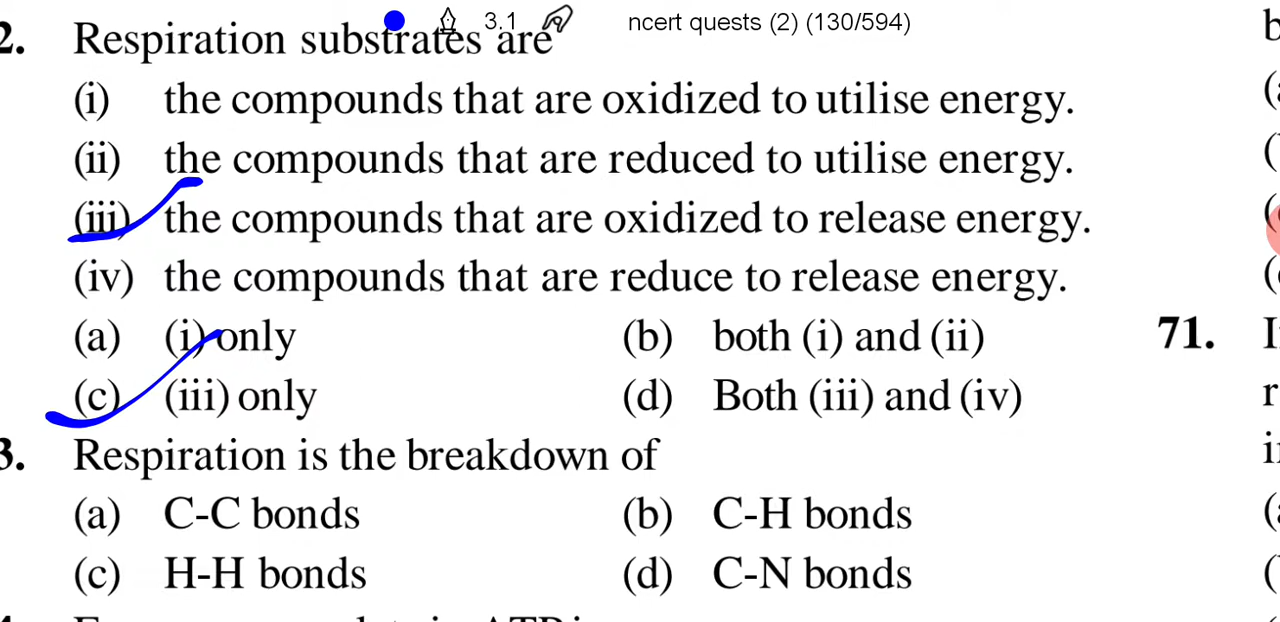 3.1 ncert quests (2) (130/594)
2. Respiration substrates are
(i) the compounds that are oxidized to utilise energy.
(ii) the compounds that are reduced to utilise energy.
(iii) the compounds that are oxidized to release energy.
(iv) the compounds that are reduce to release energy.
(a) (i) only (b) both (i) and (ii)
(c) (iii) only (d) Both (iii) and (iv)
3. Respiration is the breakdown of
(a) C-C bonds (b) C-H bonds
(c) H-H bonds (d) C-N bonds
71.